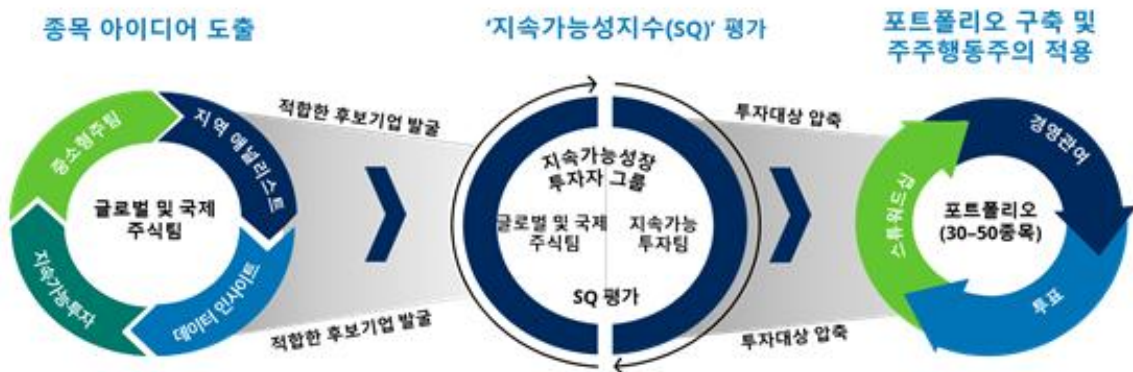 종목 아이디어 도출
중소형주팀
지역 애널리스트
글로벌 및 국제
주식팀
지속가능투자
데이터 인사이트
적합한 후보기업 발굴
적합한 후보기업 발굴
'지속가능성지수(SQ)' 평가
지속가능성장
투자자 그룹
글로벌 및 국제
주식팀
지속가능
투자팀
SQ 평가
투자대상 압축
투자대상 압축
포트폴리오 구축 및
주주행동주의 적용
경영관여
스튜워드십
포트폴리오
(30–50종목)
투표